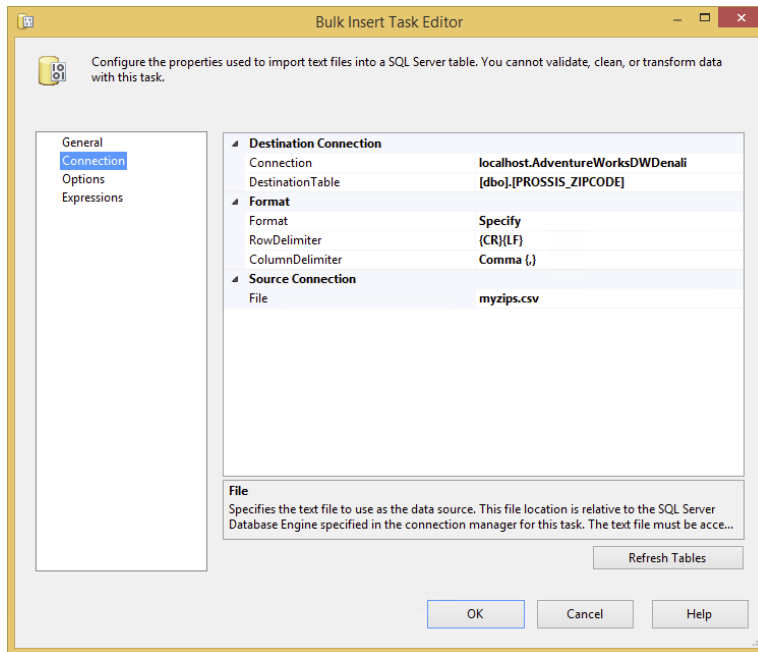 Bulk Insert Task Editor
Configure the properties used to import text files into a SQL Server table. You cannot validate, clean, or transform data
with this task.
General
Connection
Options
Expressions
Destination Connection
Connection localhost.AdventureWorksDWDenali
DestinationTable [dbo].[PROSSIS_ZIPCODE]
Format
Format Specify
RowDelimiter {CR}{LF}
ColumnDelimiter Comma {,}
Source Connection
File myzips.csv
File
Specifies the text file to use as the data source. This file location is relative to the SQL Server
Database Engine specified in the connection manager for this task. The text file must be acce...
Refresh Tables
OK Cancel Help